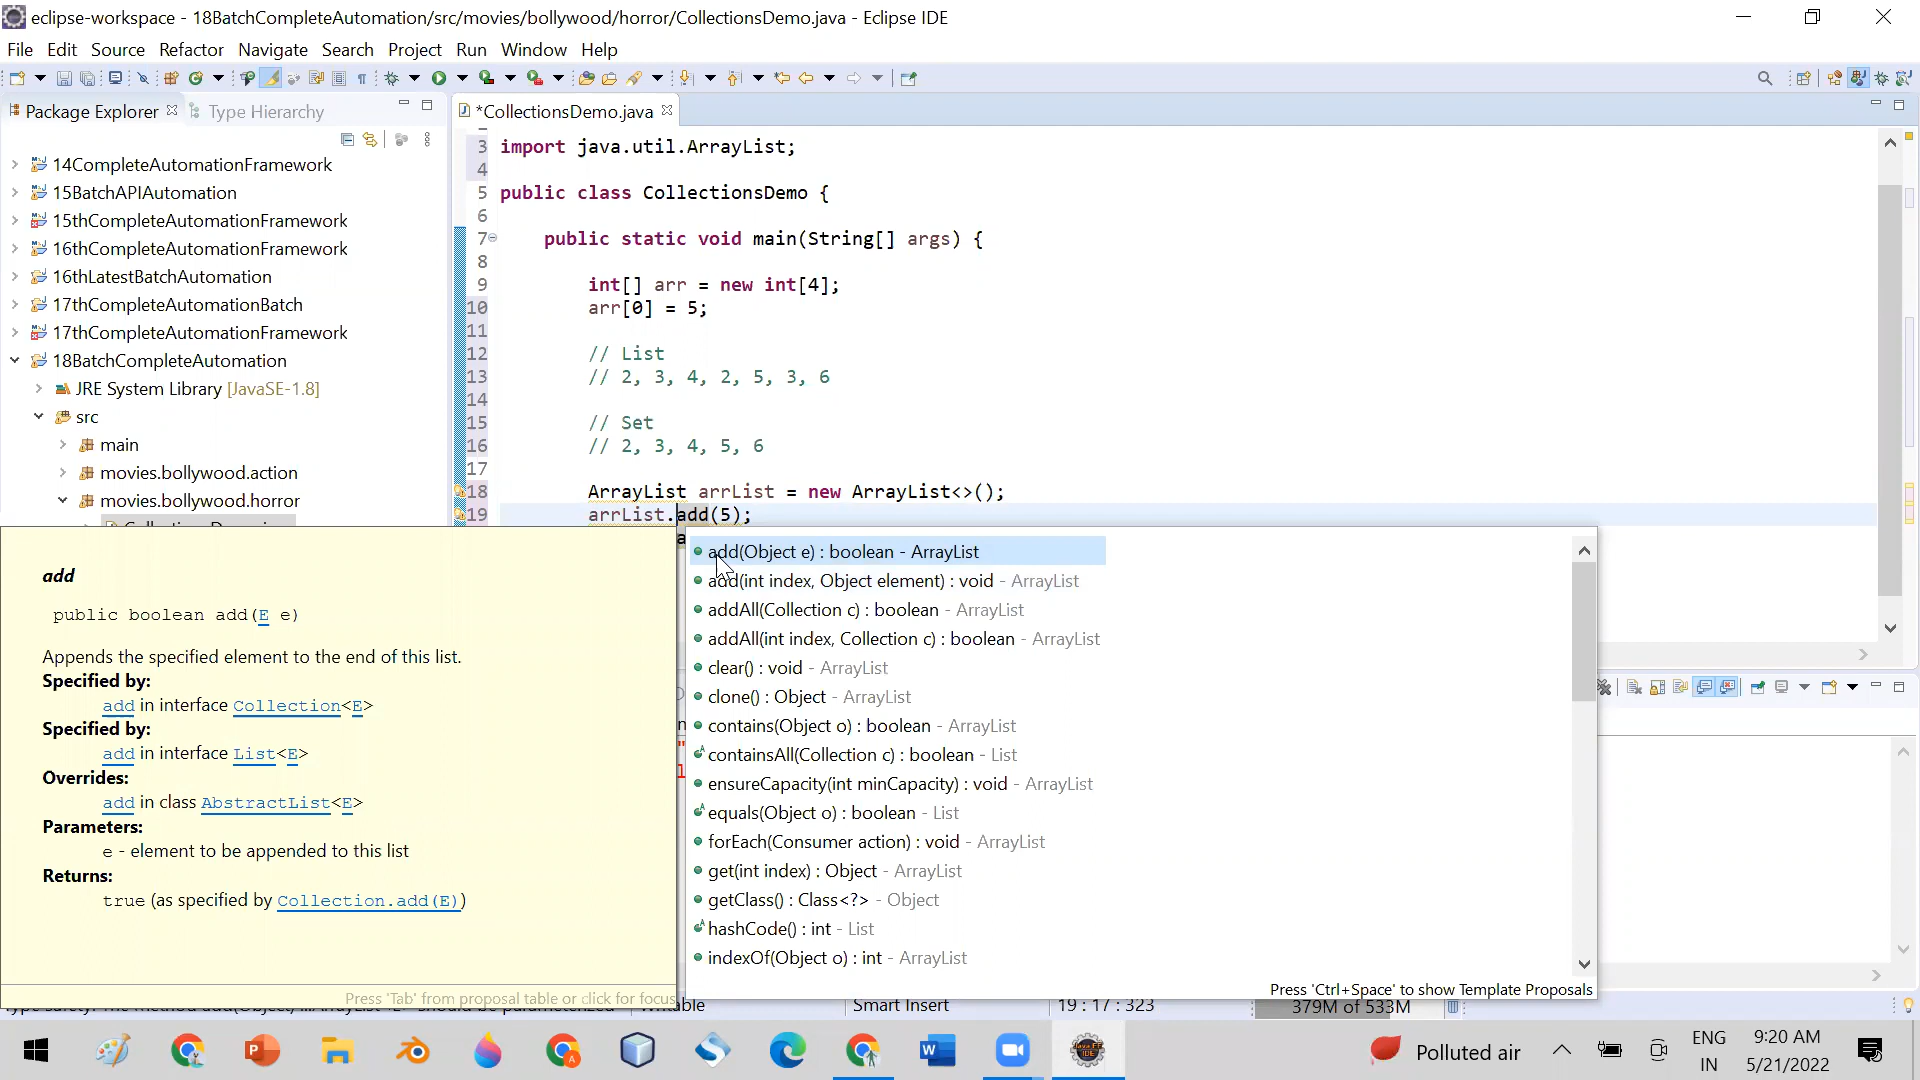 eclipse-workspace - 18BatchCompleteAutomation/src/movies/bollywood/horror/CollectionsDemo.java - Eclipse IDE
File Edit Source Refactor Navigate Search Project Run Window Help
Package Explorer Type Hierarchy
*CollectionsDemo.java
14CompleteAutomationFramework
15BatchAPIAutomation
15thCompleteAutomationFramework
16thCompleteAutomationFramework
16thLatestBatchAutomation
17thCompleteAutomationBatch
17thCompleteAutomationFramework
18BatchCompleteAutomation
JRE System Library [JavaSE-1.8]
src
main
movies.bollywood.action
movies.bollywood.horror
3 import java.util.ArrayList;
4
5 public class CollectionsDemo {
6
7 public static void main(String[] args) {
8
9 int[] arr = new int[4];
10 arr[0] = 5;
11
12 // List
13 // 2, 3, 4, 2, 5, 3, 6
14
15 // Set
16 // 2, 3, 4, 5, 6
17
18 ArrayList arrList = new ArrayList<>();
19 arrList.add(5);
add
public boolean add(E e)
Appends the specified element to the end of this list.
Specified by:
add in interface Collection<E>
Specified by:
add in interface List<E>
Overrides:
add in class AbstractList<E>
Parameters:
e - element to be appended to this list
Returns:
true (as specified by Collection.add(E))
Press 'Tab' from proposal table or click for focus
add(Object e) : boolean - ArrayList
add(int index, Object element) : void - ArrayList
addAll(Collection c) : boolean - ArrayList
addAll(int index, Collection c) : boolean - ArrayList
clear() : void - ArrayList
clone() : Object - ArrayList
contains(Object o) : boolean - ArrayList
containsAll(Collection c) : boolean - List
ensureCapacity(int minCapacity) : void - ArrayList
equals(Object o) : boolean - List
forEach(Consumer action) : void - ArrayList
get(int index) : Object - ArrayList
getClass() : Class<?> - Object
hashCode() : int - List
indexOf(Object o) : int - ArrayList
Press 'Ctrl+Space' to show Template Proposals
Smart Insert 19 : 17 : 323 379M of 533M
Polluted air
ENG
IN
9:20 AM
5/21/2022